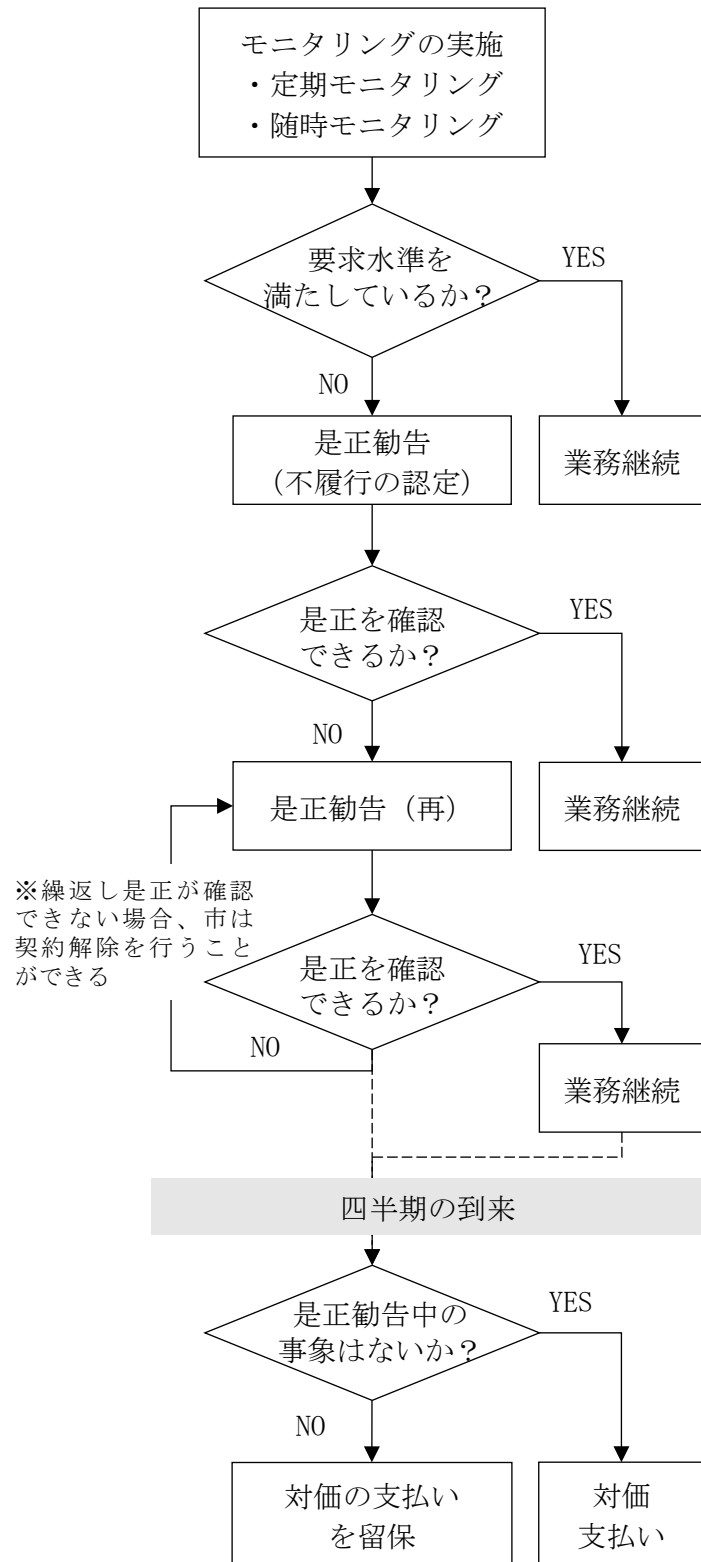 モニタリングの実施
・定期モニタリング
・随時モニタリング
要求水準を
満たしているか？
YES
NO
是正勧告
（不履行の認定）
業務継続
是正を確認
できるか？
YES
NO
是正勧告（再）
業務継続
※繰返し是正が確認
できない場合、市は
契約解除を行うこと
ができる
是正を確認
できるか？
YES
NO
業務継続
四半期の到来
是正勧告中の
事象はないか？
YES
NO
対価の支払い
を留保
対価
支払い